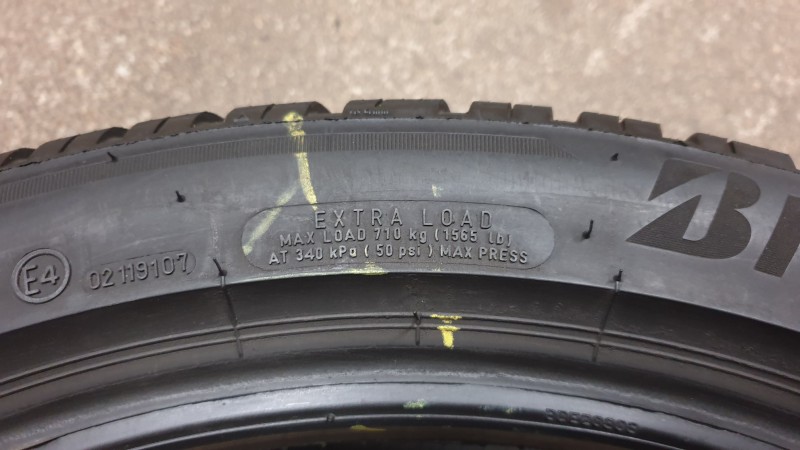 EXTRA LOAD
MAX LOAD 710 kg (1565 lb)
AT 340 kPa (50 psi) MAX PRESS
E4 02119107